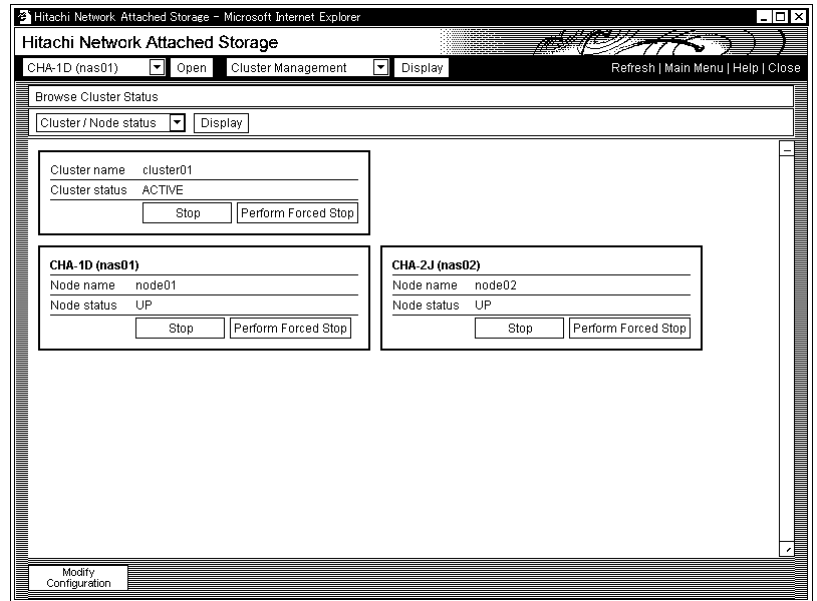 Hitachi Network Attached Storage - Microsoft Internet Explorer
Hitachi Network Attached Storage
CHA-1D (nas01) Open Cluster Management Display Refresh | Main Menu | Help | Close
Browse Cluster Status
Cluster / Node status Display
Cluster name cluster01
Cluster status ACTIVE
Stop Perform Forced Stop
CHA-1D (nas01)
Node name node01
Node status UP
Stop Perform Forced Stop
CHA-2J (nas02)
Node name node02
Node status UP
Stop Perform Forced Stop
Modify
Configuration